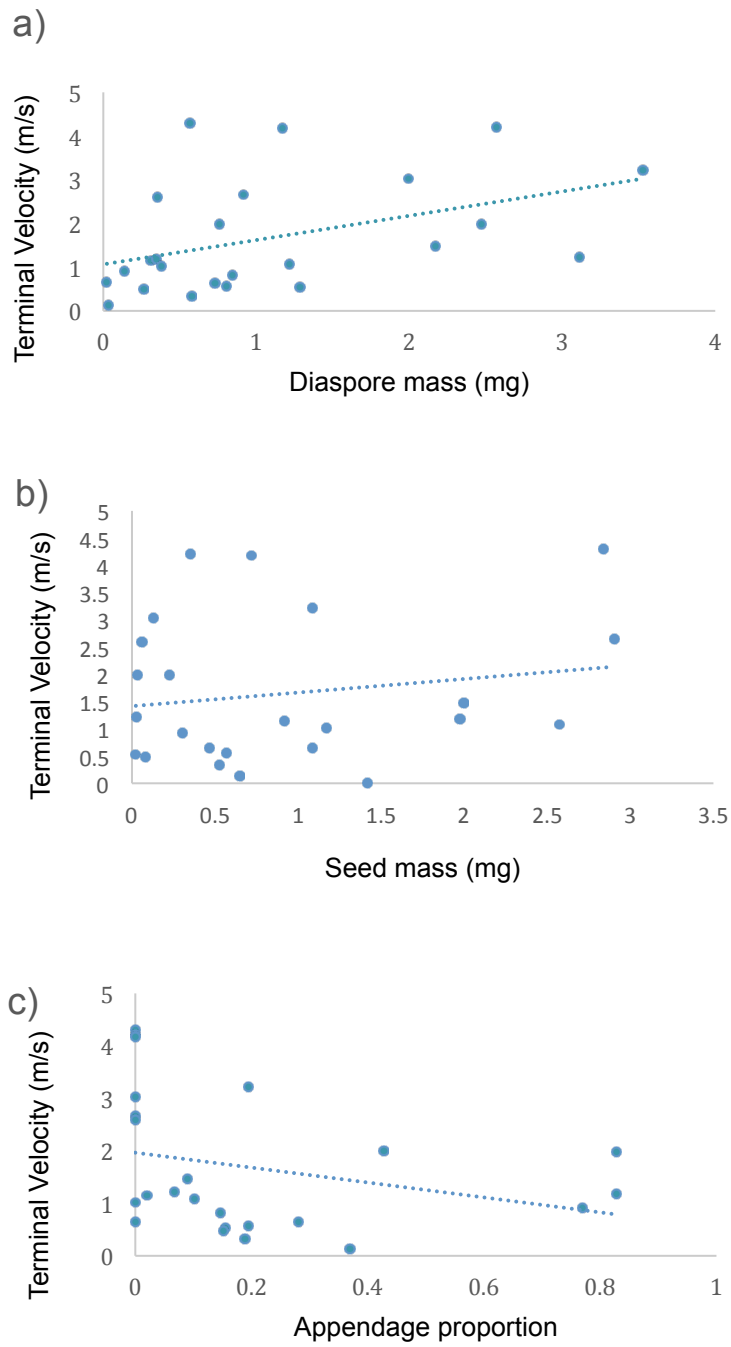 a)
Terminal Velocity (m/s)
5
4
3
2
1
0
0 1 2 3 4
Diaspore mass (mg)
b)
Terminal Velocity (m/s)
5
4.5
4
3.5
3
2.5
2
1.5
1
0.5
0
0 0.5 1 1.5 2 2.5 3 3.5
Seed mass (mg)
c)
Terminal Velocity (m/s)
5
4
3
2
1
0
0 0.2 0.4 0.6 0.8 1
Appendage proportion